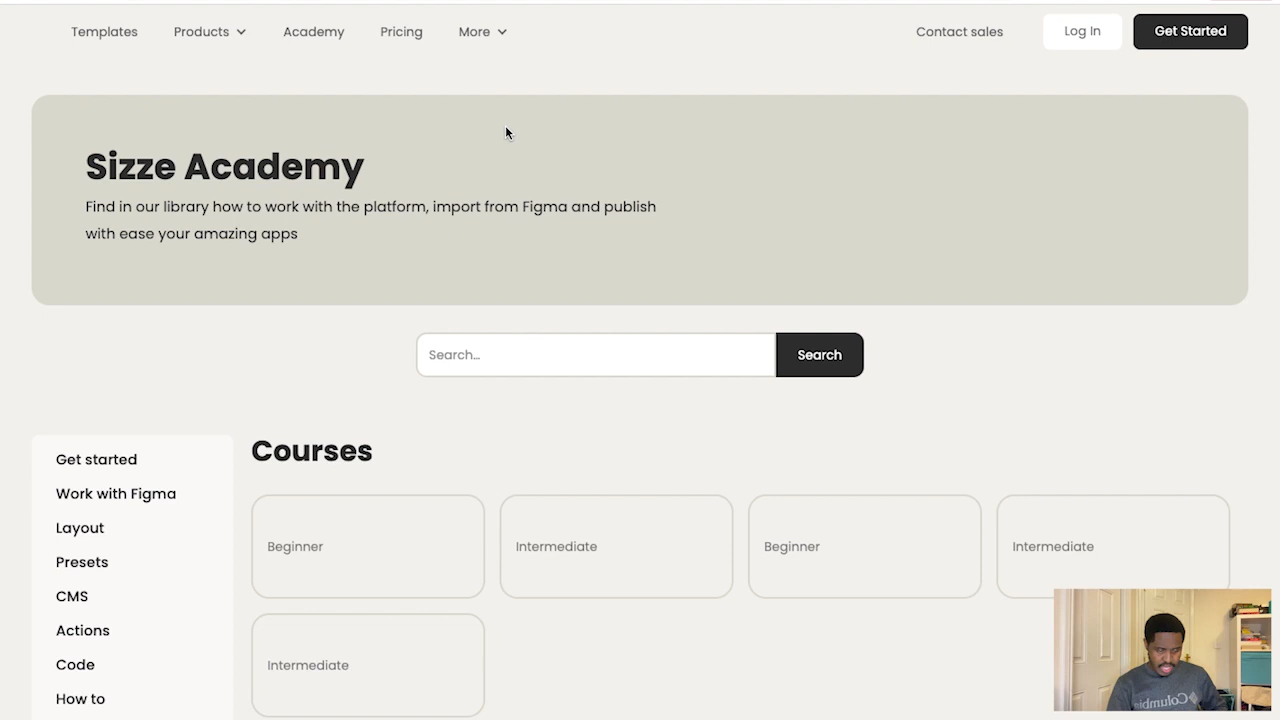 Templates
Products
Academy
Pricing
More
Contact sales
Log In
Get Started
Sizze Academy
Find in our library how to work with the platform, import from Figma and publish
with ease your amazing apps
Search…
Search
Get started
Work with Figma
Layout
Presets
CMS
Actions
Code
How to
Courses
Beginner
Intermediate
Beginner
Intermediate
Intermediate
Columbia